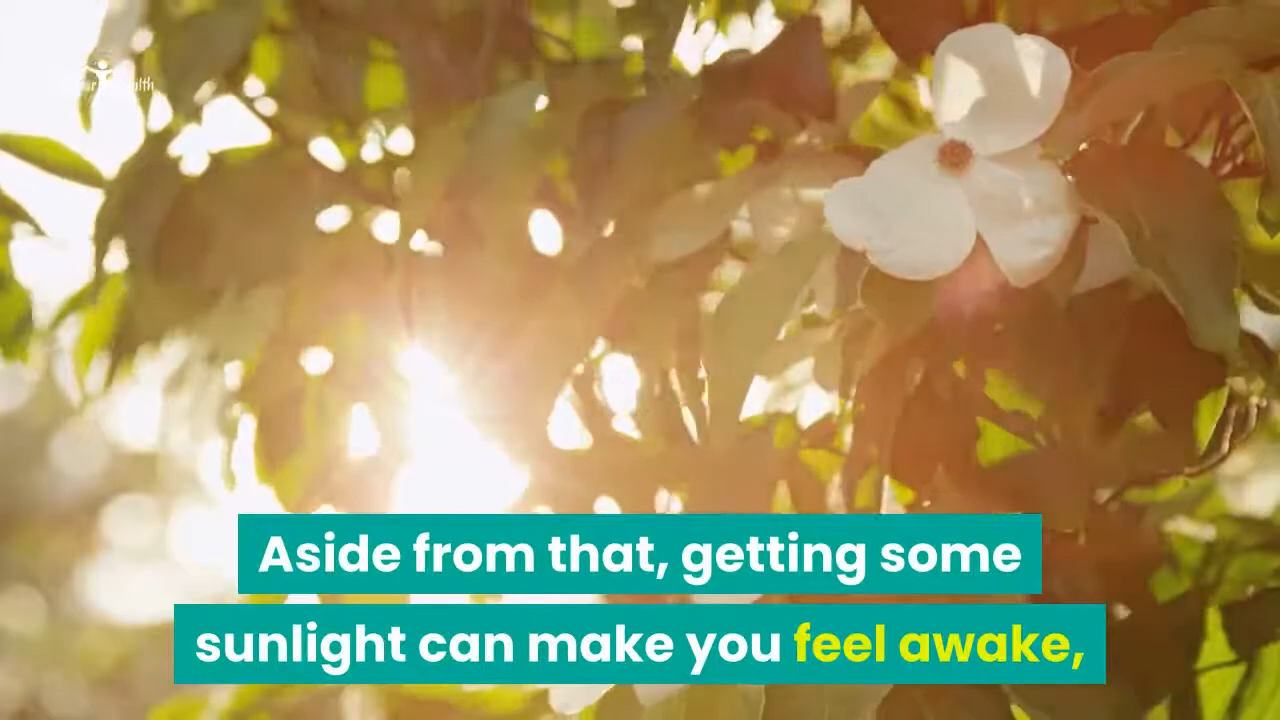 Aside from that, getting some
sunlight can make you feel awake,